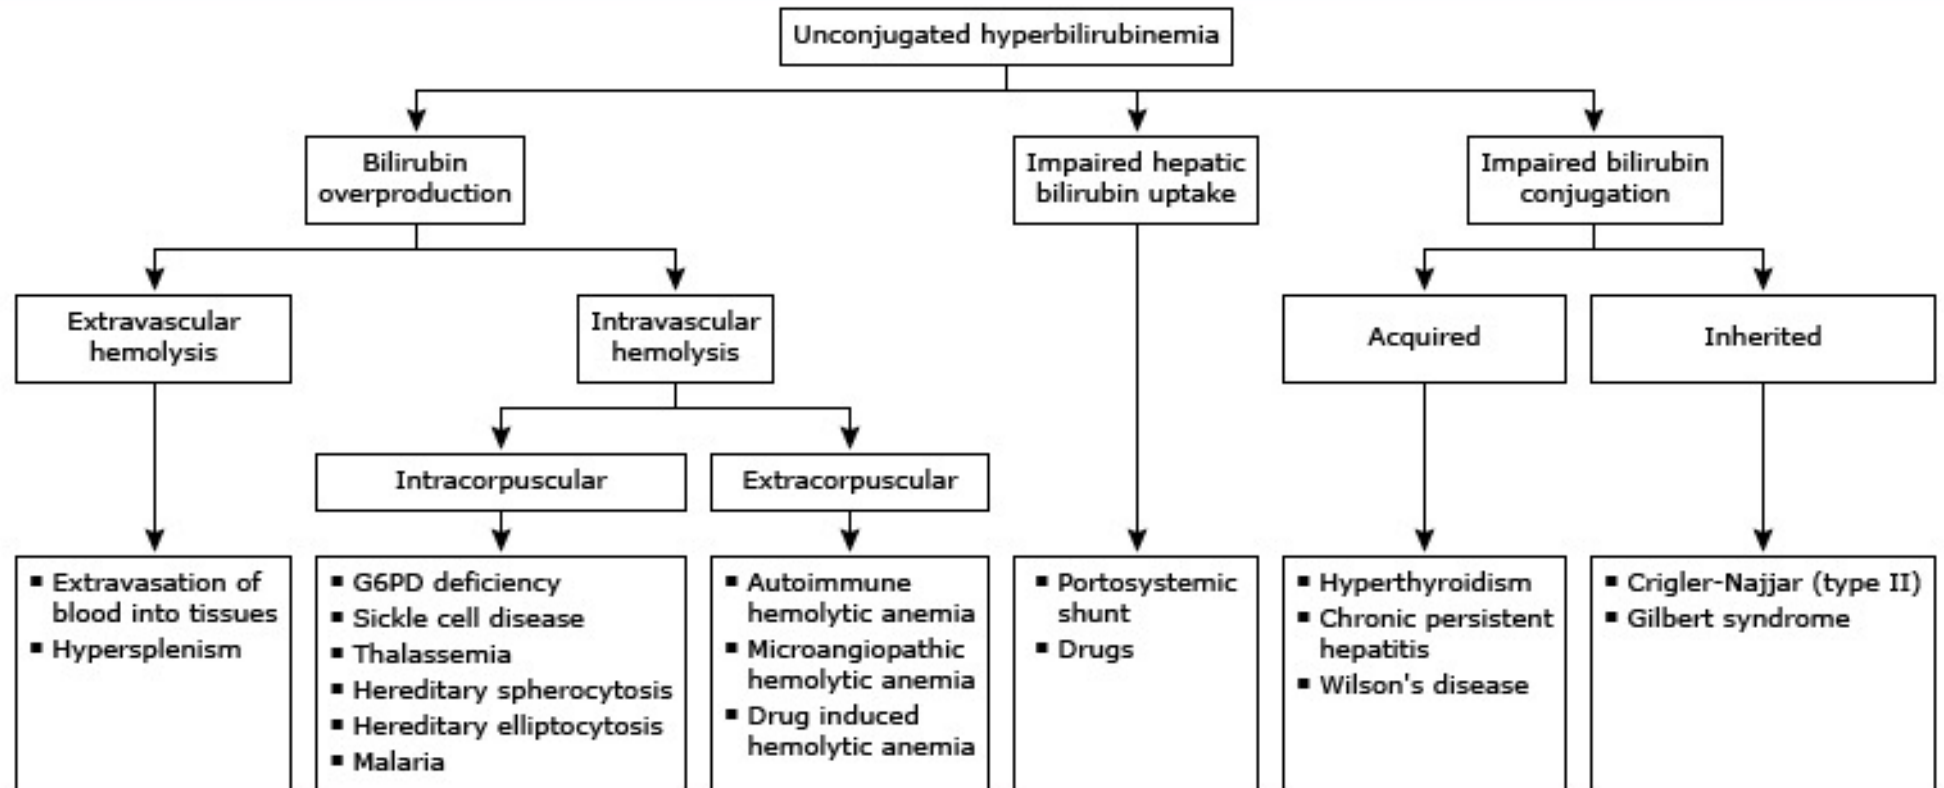 Unconjugated hyperbilirubinemia
Bilirubin
overproduction
Impaired hepatic
bilirubin uptake
Impaired bilirubin
conjugation
Extravascular
hemolysis
Intravascular
hemolysis
Acquired
Inherited
Intracorpuscular
Extracorpuscular
▪ Extravasation of
blood into tissues
▪ Hypersplenism
▪ G6PD deficiency
▪ Sickle cell disease
▪ Thalassemia
▪ Hereditary spherocytosis
▪ Hereditary elliptocytosis
▪ Malaria
▪ Autoimmune
hemolytic anemia
▪ Microangiopathic
hemolytic anemia
▪ Drug induced
hemolytic anemia
▪ Portosystemic
shunt
▪ Drugs
▪ Hyperthyroidism
▪ Chronic persistent
hepatitis
▪ Wilson's disease
▪ Crigler-Najjar (type II)
▪ Gilbert syndrome